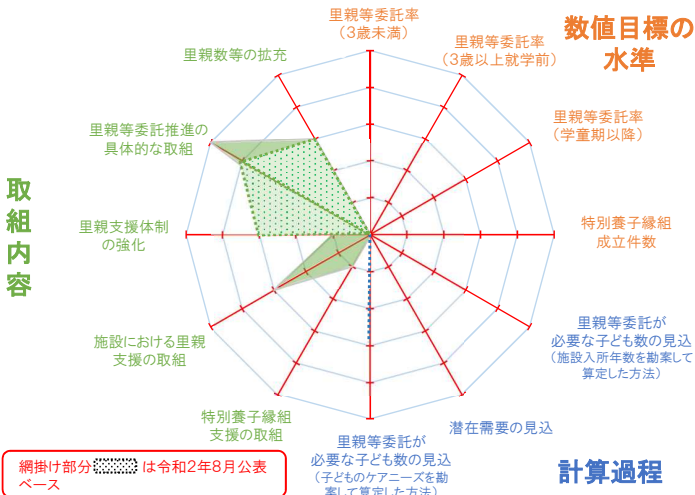 里親等委託率
（3歳未満）
里親等委託率
（3歳以上就学前）
数値目標の
水準
里親数等の拡充
里親等委託推進の
具体的な取組
里親等委託率
（学童期以降）
取組内容
里親支援体制
の強化
特別養子縁組
成立件数
施設における里親
支援の取組
里親等委託が
必要な子ども数の見込
（施設入所年数を勘案して
算定した方法）
特別養子縁組
支援の取組
潜在需要の見込
里親等委託が
必要な子ども数の見込
（子どものケアニーズを勘
案して算定した方法）
計算過程
網掛け部分 は令和2年8月公表
ベース